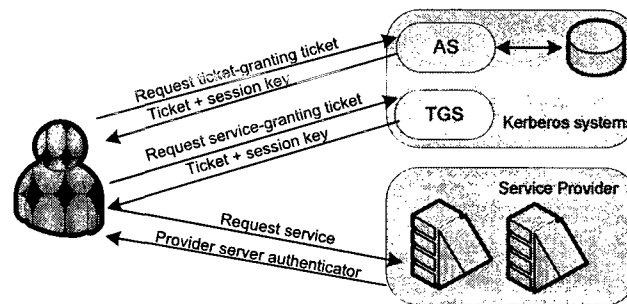 Request ticket-granting ticket
Ticket + session key
Request service-granting ticket
Ticket + session key
Request service
Provider server authenticator
AS
TGS
Kerberos systems
Service Provider